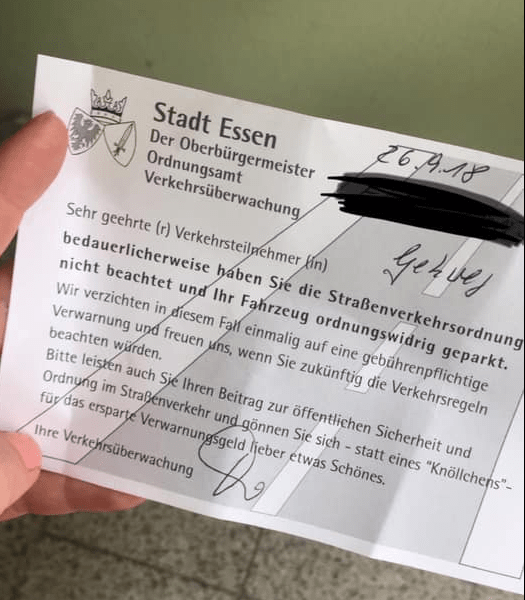 Stadt Essen
Der Oberbürgermeister
Ordnungsamt
Verkehrsüberwachung
26.9.18
Gehweg
Sehr geehrte (r) Verkehrsteilnehmer (in)
bedauerlicherweise haben Sie die Straßenverkehrsordnung
nicht beachtet und Ihr Fahrzeug ordnungswidrig geparkt.
Wir verzichten in diesem Fall einmalig auf eine gebührenpflichtige
Verwarnung und freuen uns, wenn Sie zukünftig die Verkehrsregeln
beachten würden.
Bitte leisten auch Sie Ihren Beitrag zur öffentlichen Sicherheit und
Ordnung im Straßenverkehr und gönnen Sie sich - statt eines "Knöllchens"-
für das ersparte Verwarnungsgeld lieber etwas Schönes.
Ihre Verkehrsüberwachung